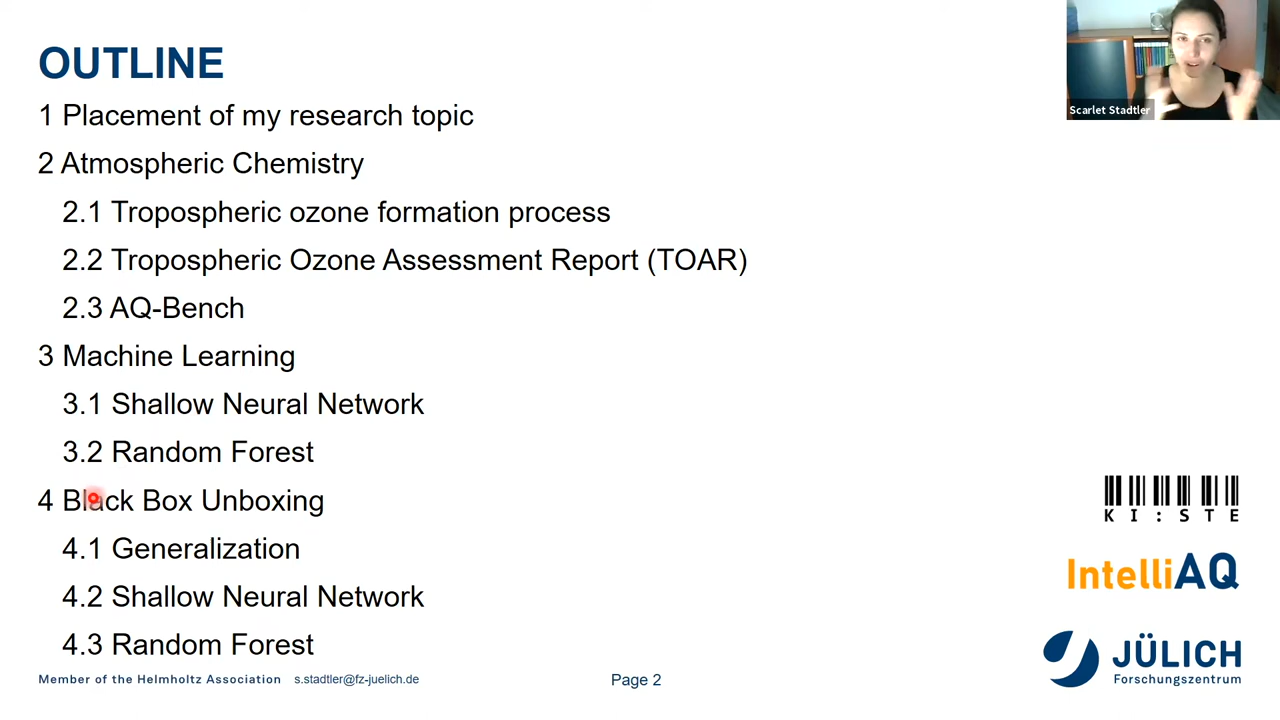 OUTLINE
1 Placement of my research topic
2 Atmospheric Chemistry
2.1 Tropospheric ozone formation process
2.2 Tropospheric Ozone Assessment Report (TOAR)
2.3 AQ-Bench
3 Machine Learning
3.1 Shallow Neural Network
3.2 Random Forest
4 Black Box Unboxing
4.1 Generalization
4.2 Shallow Neural Network
4.3 Random Forest
Scarlet Stadtler
KI:STE
IntelliAQ
JÜLICH
Forschungszentrum
Member of the Helmholtz Association
s.stadtler@fz-juelich.de
Page 2